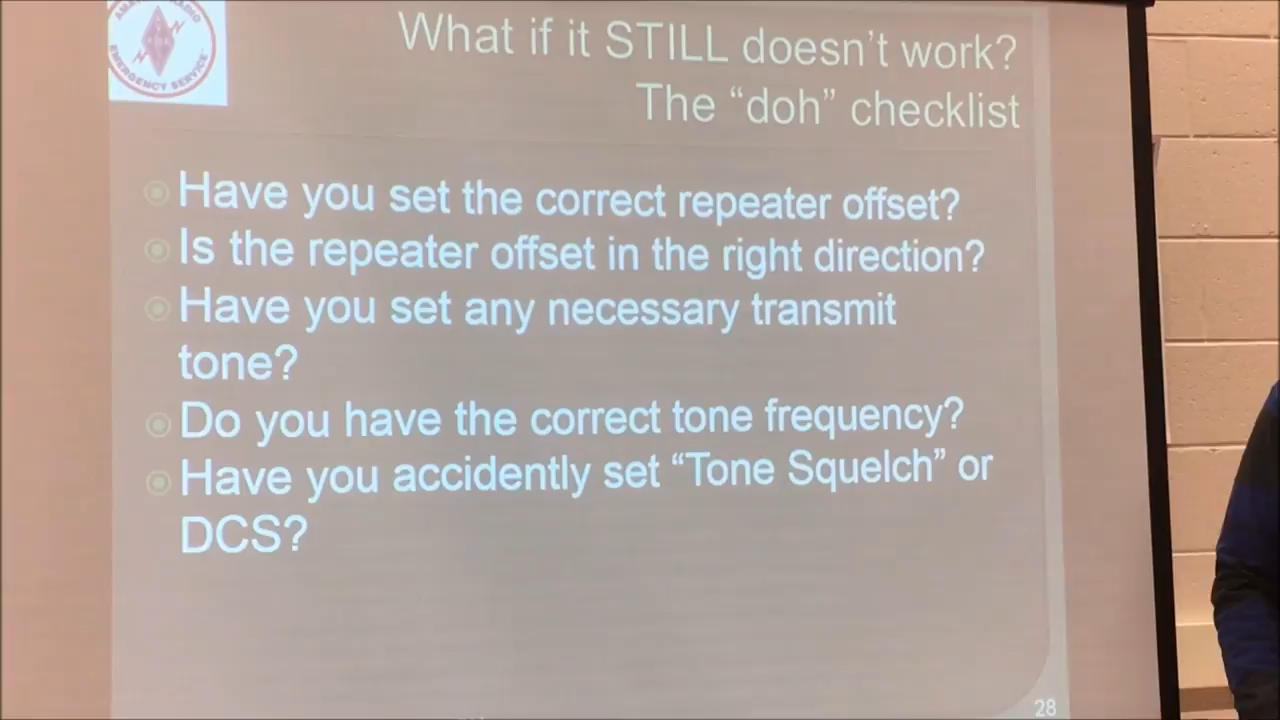 What if it STILL doesn't work?
The “doh” checklist
Have you set the correct repeater offset?
Is the repeater offset in the right direction?
Have you set any necessary transmit
tone?
Do you have the correct tone frequency?
Have you accidently set “Tone Squelch” or
DCS?
EMERGENCY SERVICE
28